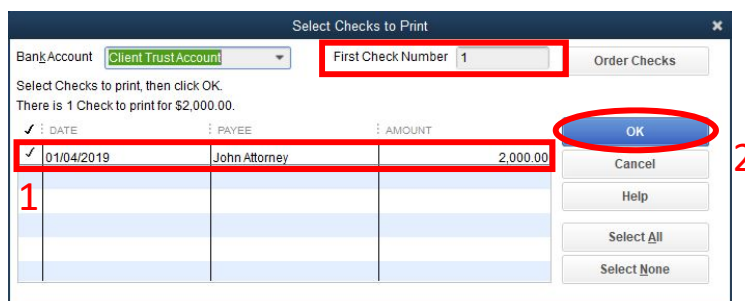 Select Checks to Print
Bank Account Client Trust Account First Check Number 1 Order Checks
Select Checks to print, then click OK.
There is 1 Check to print for $2,000.00.
✓ DATE PAYEE AMOUNT OK
✓ 01/04/2019 John Attorney 2,000.00 Cancel 2
1 Help
Select All
Select None